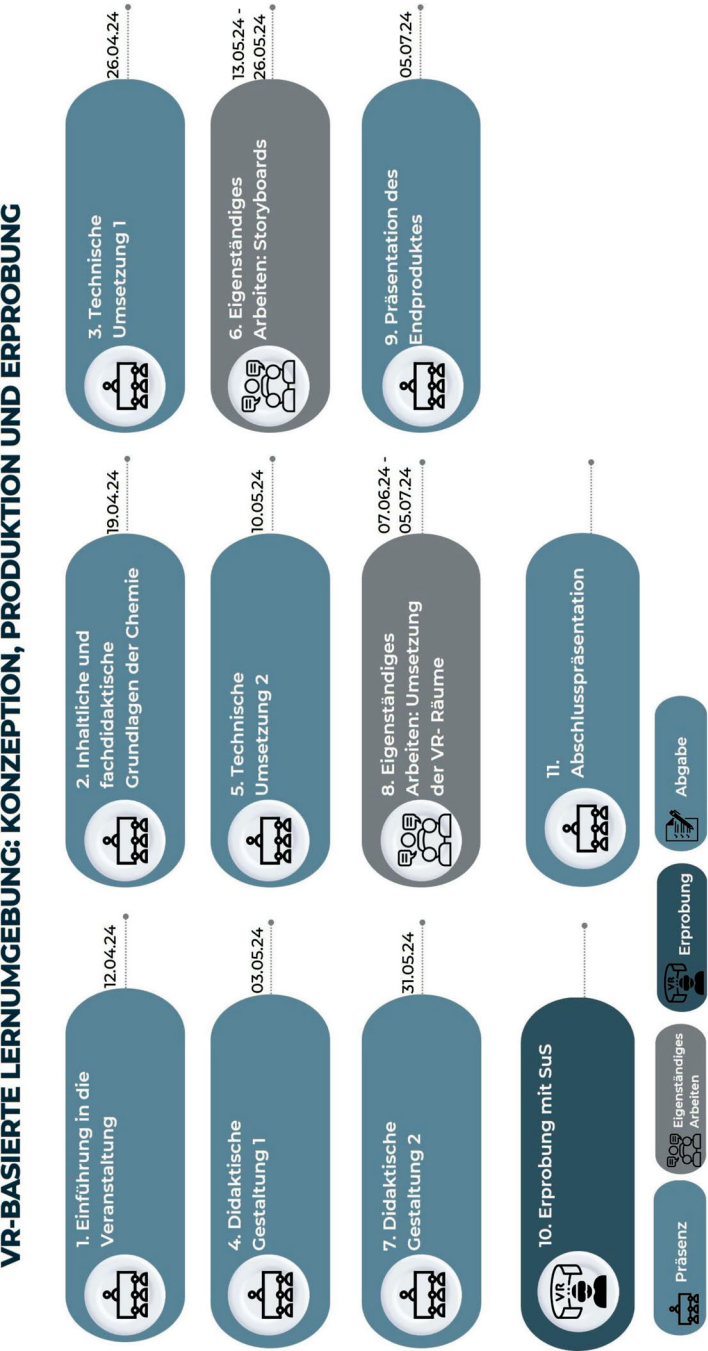 VR-BASIERTE LERNUMGEBUNG: KONZEPTION, PRODUKTION UND ERPROBUNG
1. Einführung in die
Veranstaltung
12.04.24
2. Inhaltliche und
fachdidaktische
Grundlagen der Chemie
19.04.24
3. Technische
Umsetzung 1
26.04.24
4. Didaktische
Gestaltung 1
03.05.24
5. Technische
Umsetzung 2
10.05.24
6. Eigenständiges
Arbeiten: Storyboards
13.05.24 -
26.05.24
7. Didaktische
Gestaltung 2
31.05.24
8. Eigenständiges
Arbeiten: Umsetzung
der VR- Räume
07.06.24 -
05.07.24
9. Präsentation des
Endproduktes
05.07.24
VR
10. Erprobung mit SuS
11.
Abschlusspräsentation
Präsenz
Eigenständiges
Arbeiten
VR
Erprobung
Abgabe